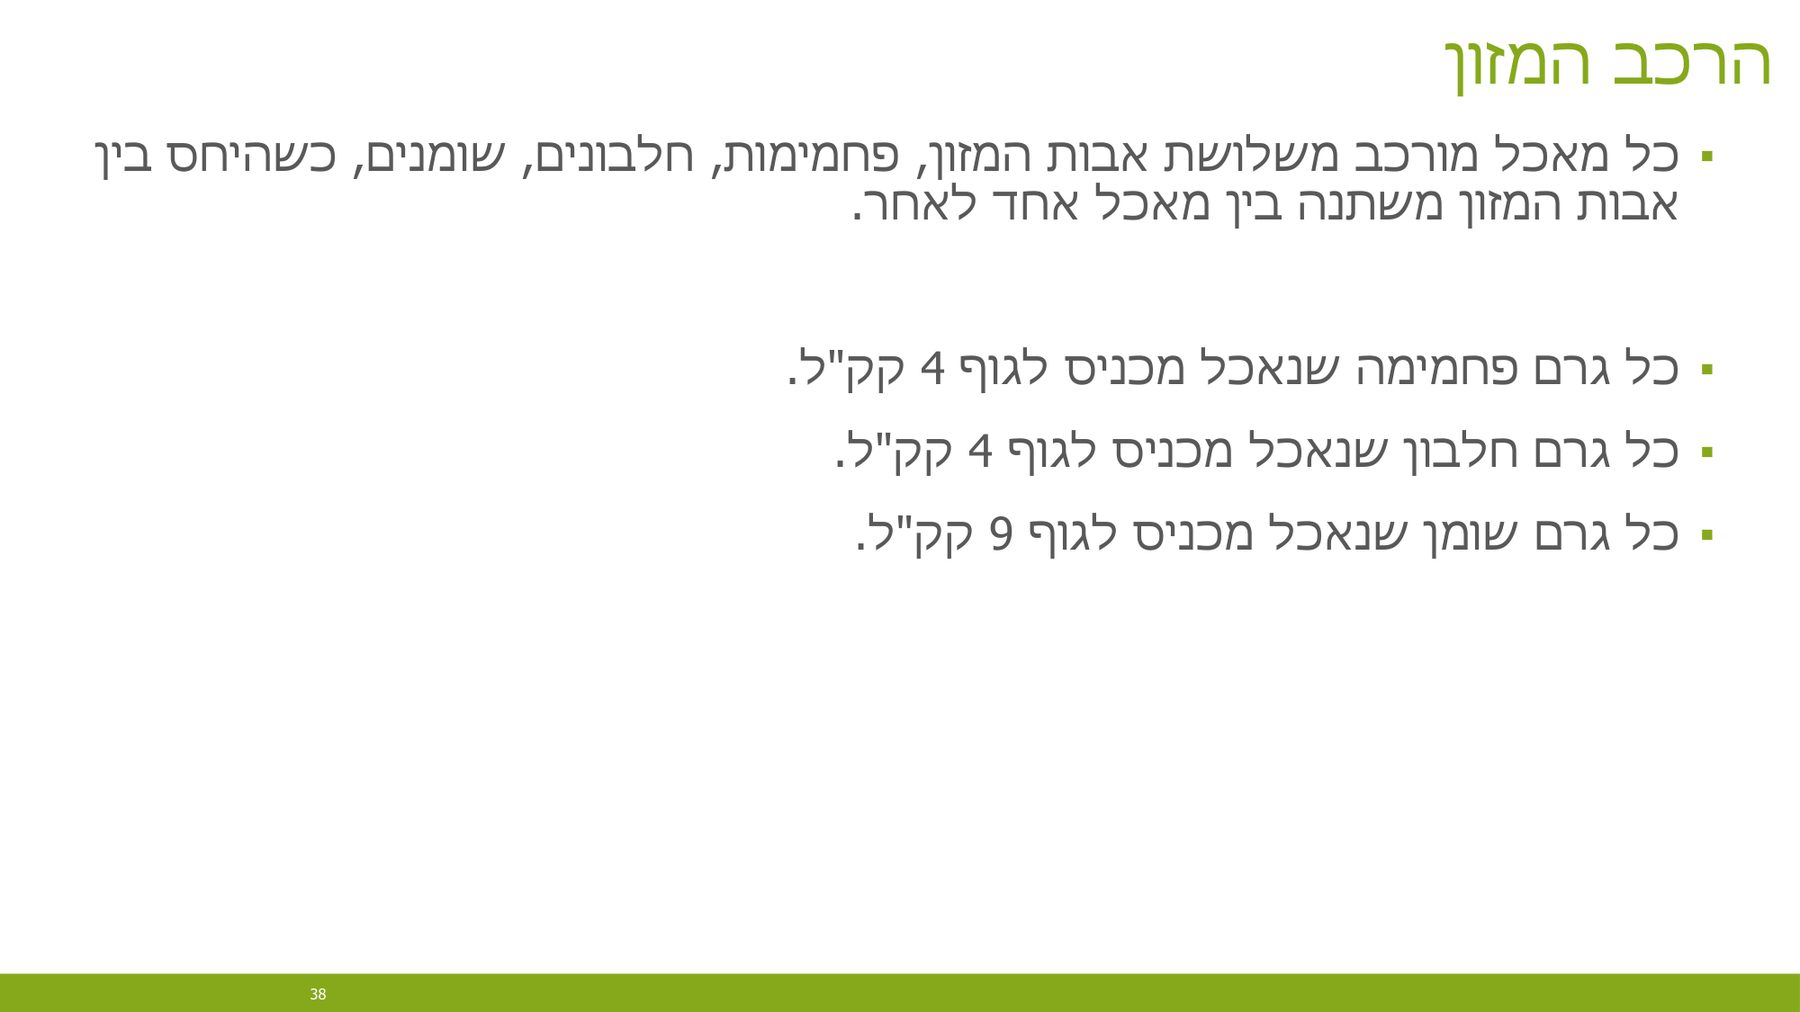 הרכב המזון
▪ כל מאכל מורכב משלושת אבות המזון, פחמימות, חלבונים, שומנים, כשהיחס בין
אבות המזון משתנה בין מאכל אחד לאחר.
▪ כל גרם פחמימה שנאכל מכניס לגוף 4 קק"ל.
▪ כל גרם חלבון שנאכל מכניס לגוף 4 קק"ל.
▪ כל גרם שומן שנאכל מכניס לגוף 9 קק"ל.
38